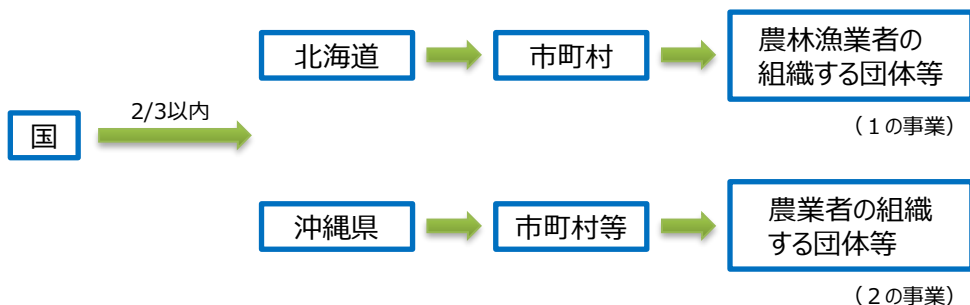 国
2/3以内
北海道
市町村
農林漁業者の
組織する団体等
（１の事業）
沖縄県
市町村等
農業者の組織
する団体等
（２の事業）